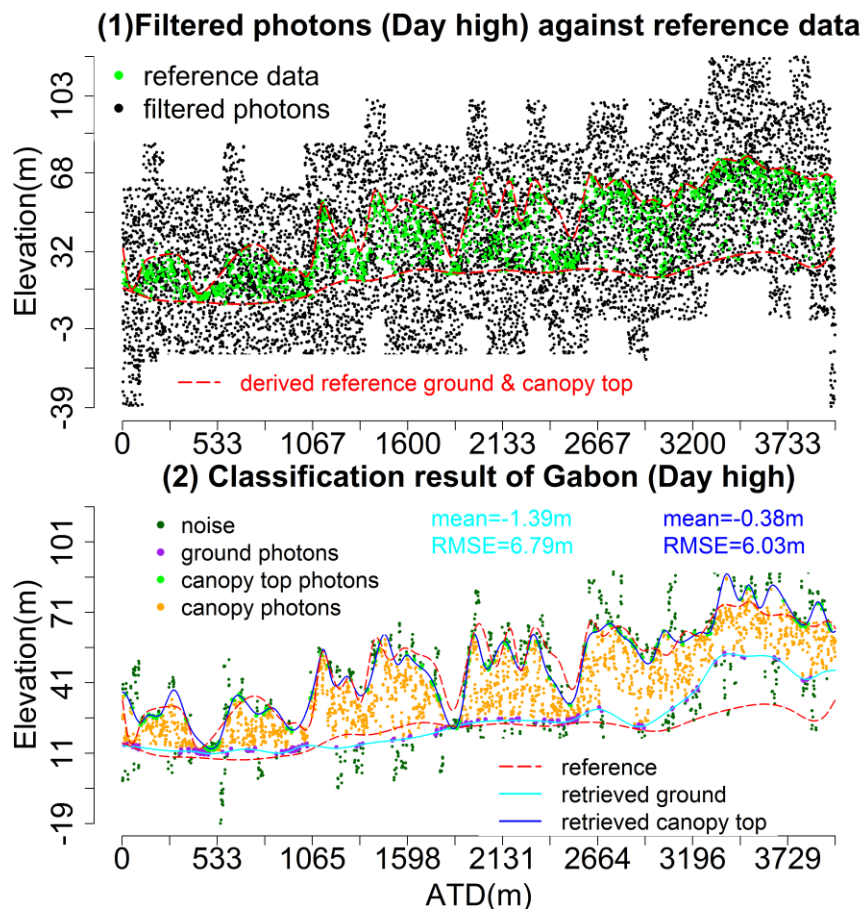 (1)Filtered photons (Day high) against reference data
reference data
filtered photons
Elevation(m)
103
68
32
-3
-39
derived reference ground & canopy top
0 533 1067 1600 2133 2667 3200 3733
(2) Classification result of Gabon (Day high)
noise
ground photons
canopy top photons
canopy photons
mean=-1.39m
RMSE=6.79m
mean=-0.38m
RMSE=6.03m
Elevation(m)
101
71
41
11
-19
reference
retrieved ground
retrieved canopy top
0 533 1065 1598 2131 2664 3196 3729
ATD(m)